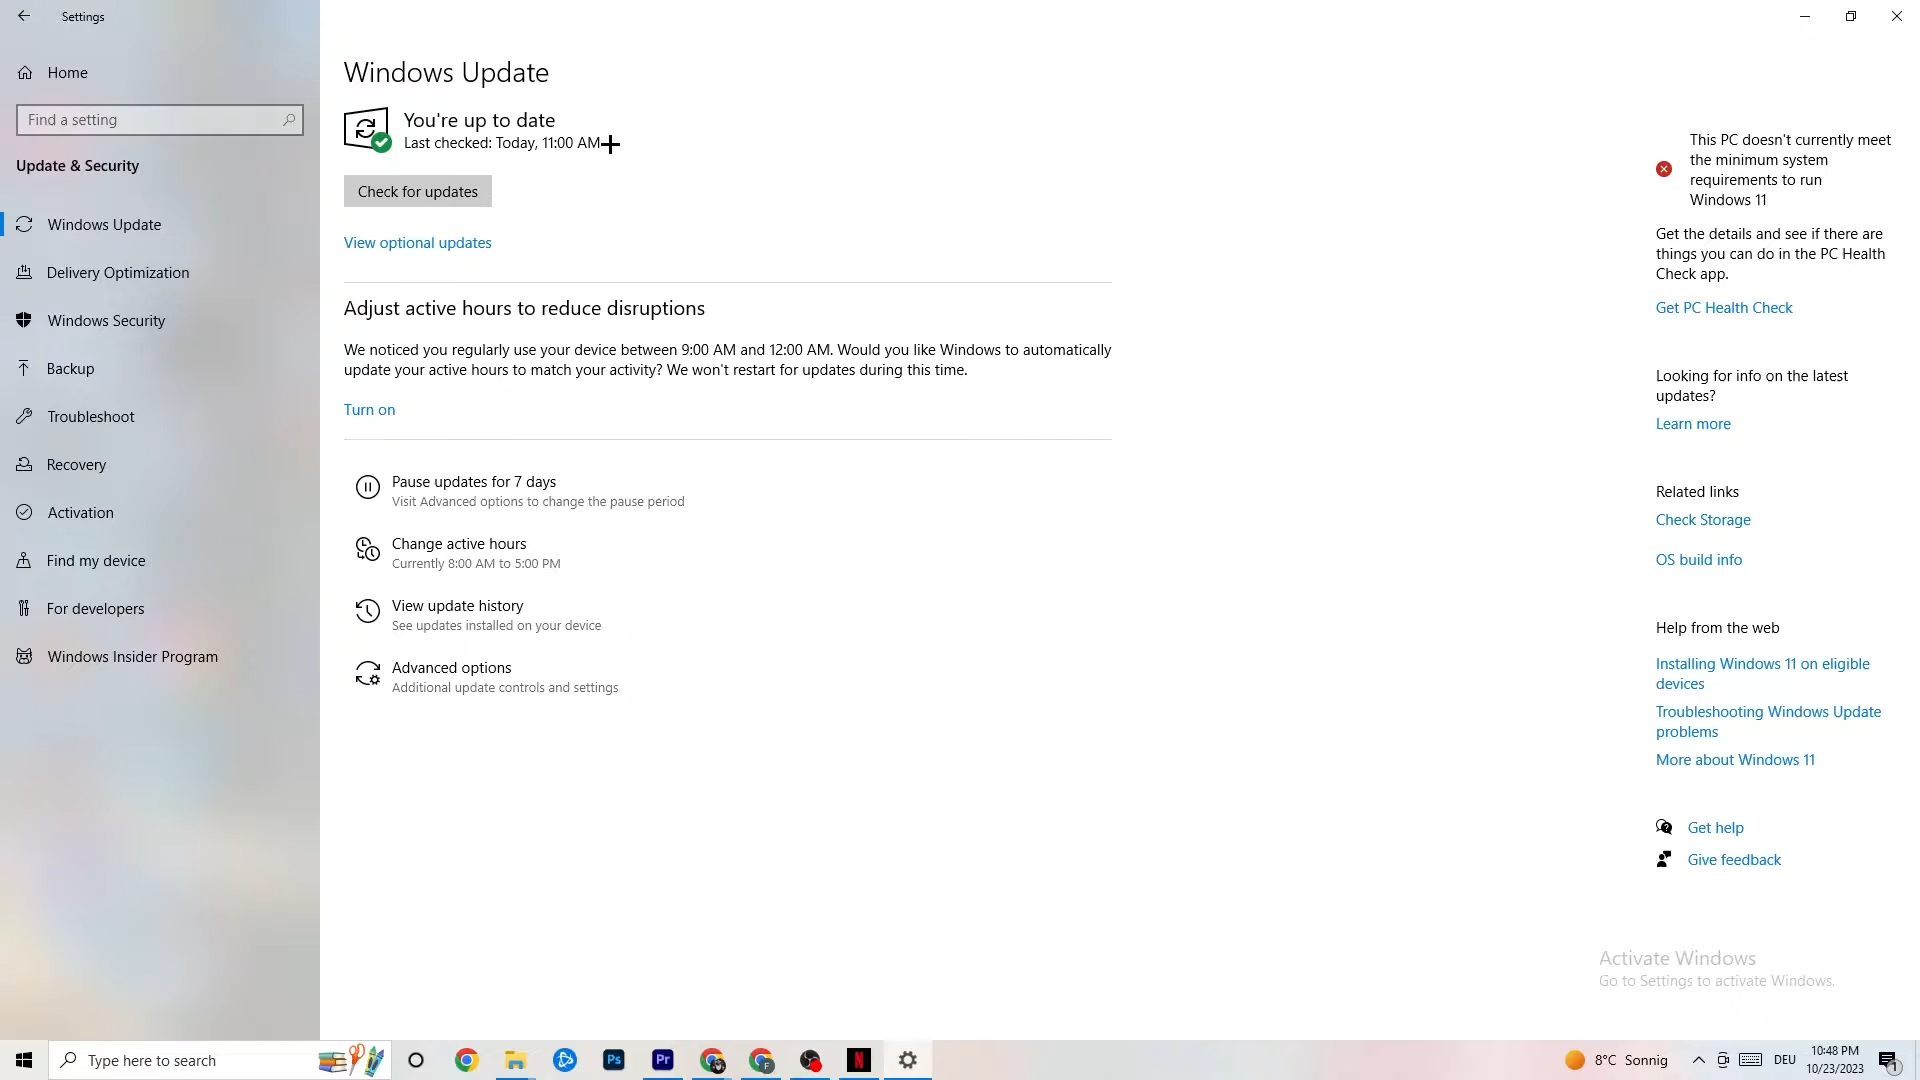 Settings
Home
Find a setting
Update & Security
Windows Update
Delivery Optimization
Windows Security
Backup
Troubleshoot
Recovery
Activation
Find my device
For developers
Windows Insider Program
Windows Update
You're up to date
Last checked: Today, 11:00 AM
Check for updates
View optional updates
Adjust active hours to reduce disruptions
We noticed you regularly use your device between 9:00 AM and 12:00 AM. Would you like Windows to automatically
update your active hours to match your activity? We won't restart for updates during this time.
Turn on
Pause updates for 7 days
Visit Advanced options to change the pause period
Change active hours
Currently 8:00 AM to 5:00 PM
View update history
See updates installed on your device
Advanced options
Additional update controls and settings
This PC doesn't currently meet
the minimum system
requirements to run
Windows 11
Get the details and see if there are
things you can do in the PC Health
Check app.
Get PC Health Check
Looking for info on the latest
updates?
Learn more
Related links
Check Storage
OS build info
Help from the web
Installing Windows 11 on eligible
devices
Troubleshooting Windows Update
problems
More about Windows 11
Get help
Give feedback
Activate Windows
Go to Settings to activate Windows.
Type here to search
Ps
Pr
F
N
8°C Sonnig
DEU
10:48 PM
10/23/2023
1